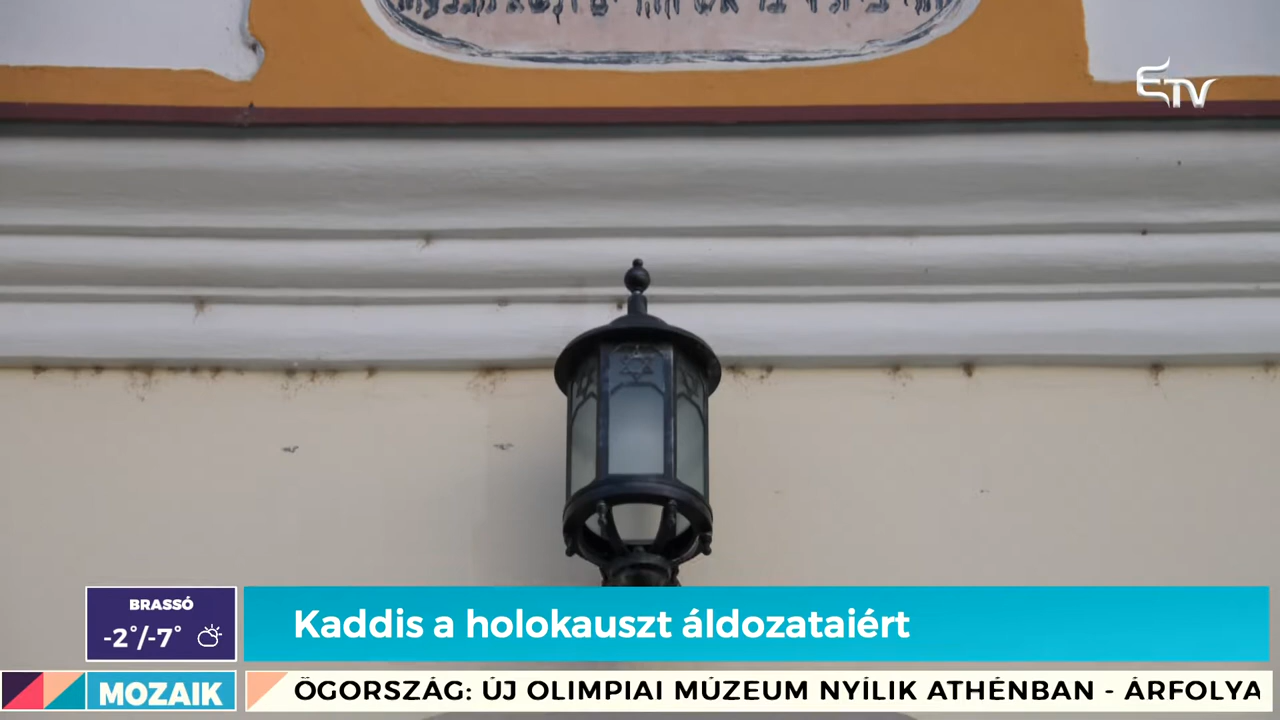 ETV
BRASSÓ
-2°/-7°
Kaddis a holokauszt áldozataiért
MOZAIK
ÖGORSZÁG: ÚJ OLIMPIAI MÚZEUM NYÍLIK ATHÉNBAN - ÁRFOLYA